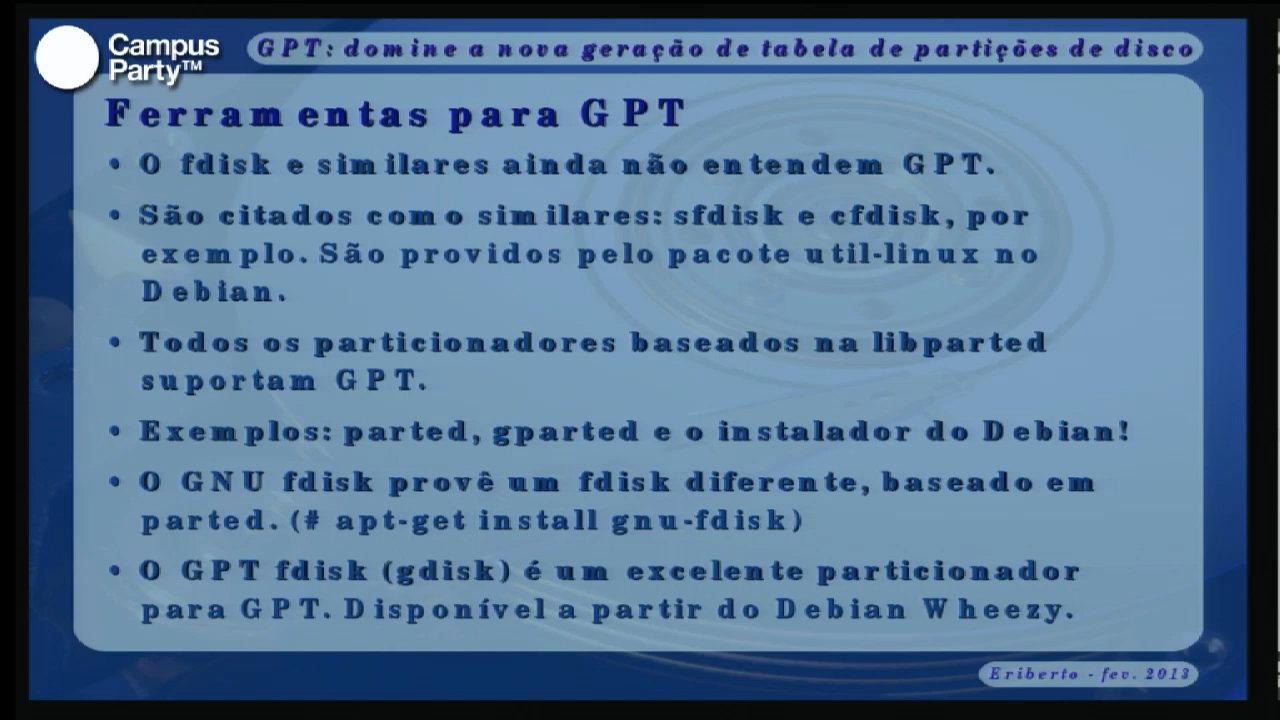 Campus
Party™
GPT: domine a nova geração de tabela de partições de disco
Ferramentas para GPT
• O fdisk e similares ainda não entendem GPT.
• São citados como similares: sfdisk e cfdisk, por
exemplo. São providos pelo pacote util-linux no
Debian.
• Todos os particionadores baseados na libparted
suportam GPT.
• Exemplos: parted, gparted e o instalador do Debian!
• O GNU fdisk provê um fdisk diferente, baseado em
parted. (# apt-get install gnu-fdisk)
• O GPT fdisk (gdisk) é um excelente particionador
para GPT. Disponível a partir do Debian Wheezy.
Eriberto - fev. 2013